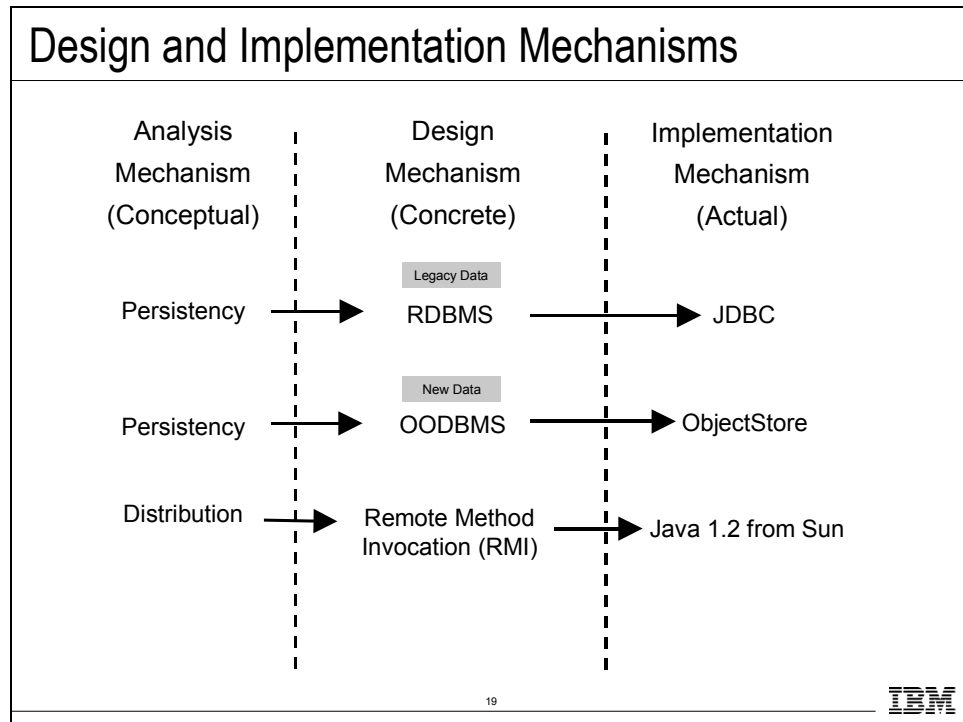 Design and Implementation Mechanisms
Analysis
Mechanism
(Conceptual)
Design
Mechanism
(Concrete)
Implementation
Mechanism
(Actual)
Legacy Data
Persistency
RDBMS
JDBC
New Data
Persistency
OODBMS
ObjectStore
Distribution
Remote Method
Invocation (RMI)
Java 1.2 from Sun
19
IBM